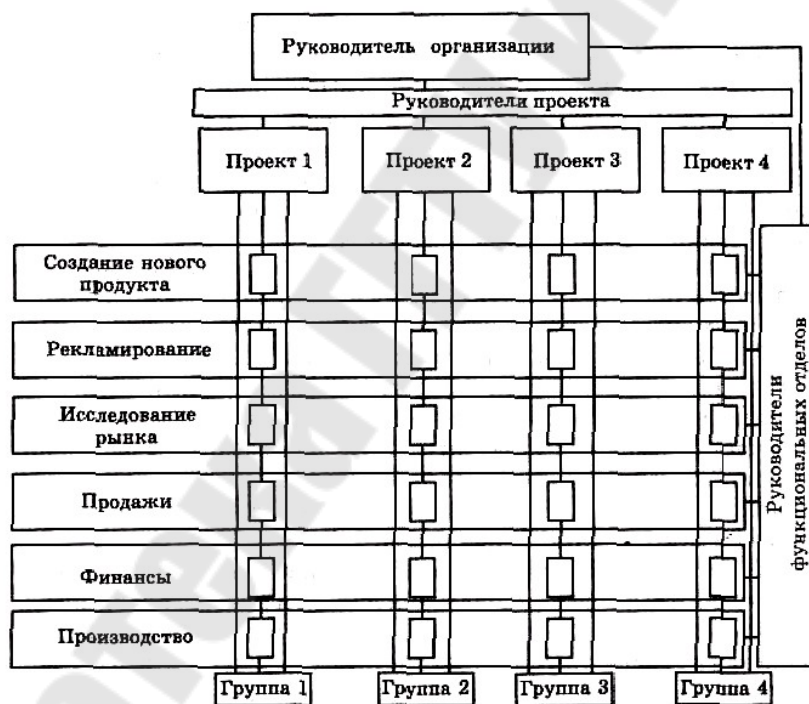 Руководитель организации
Руководители проекта
Проект 1
Проект 2
Проект 3
Проект 4
Создание нового
продукта
Рекламирование
Исследование
рынка
Продажи
Финансы
Производство
Руководители
функциональных отделов
Группа 1
Группа 2
Группа 3
Группа 4